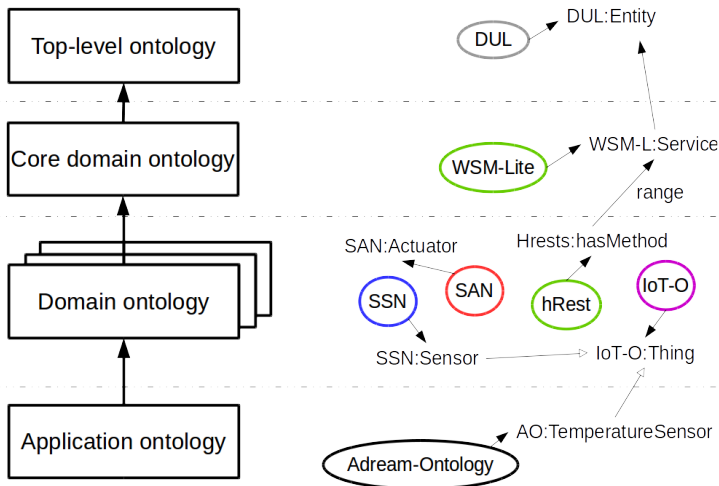 Top-level ontology
DUL
DUL:Entity
Core domain ontology
WSM-Lite
WSM-L:Service
range
Domain ontology
SAN:Actuator
Hrests:hasMethod
SSN
SAN
hRest
IoT-O
SSN:Sensor
IoT-O:Thing
Application ontology
Adream-Ontology
AO:TemperatureSensor